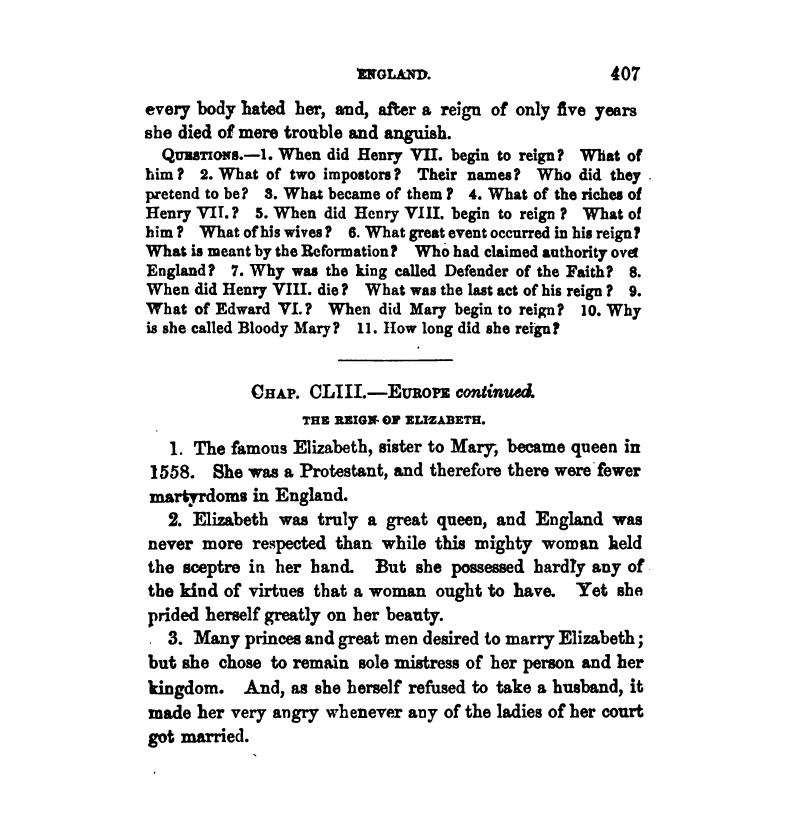 ENGLAND. 407
every body hated her, and, after a reign of only five years
she died of mere trouble and anguish.
QUESTIONS.—1. When did Henry VII. begin to reign? What of
him? 2. What of two impostors? Their names? Who did they
pretend to be? 3. What became of them? 4. What of the riches of
Henry VII.? 5. When did Henry VIII. begin to reign? What of
him? What of his wives? 6. What great event occurred in his reign?
What is meant by the Reformation? Who had claimed authority over
England? 7. Why was the king called Defender of the Faith? 8.
When did Henry VIII. die? What was the last act of his reign? 9.
What of Edward VI.? When did Mary begin to reign? 10. Why
is she called Bloody Mary? 11. How long did she reign?
CHAP. CLIII.—EUROPE continued.
THE REIGN OF ELIZABETH.
1. The famous Elizabeth, sister to Mary, became queen in
1558. She was a Protestant, and therefore there were fewer
martyrdoms in England.
2. Elizabeth was truly a great queen, and England was
never more respected than while this mighty woman held
the sceptre in her hand. But she possessed hardly any of
the kind of virtues that a woman ought to have. Yet she
prided herself greatly on her beauty.
3. Many princes and great men desired to marry Elizabeth;
but she chose to remain sole mistress of her person and her
kingdom. And, as she herself refused to take a husband, it
made her very angry whenever any of the ladies of her court
got married.